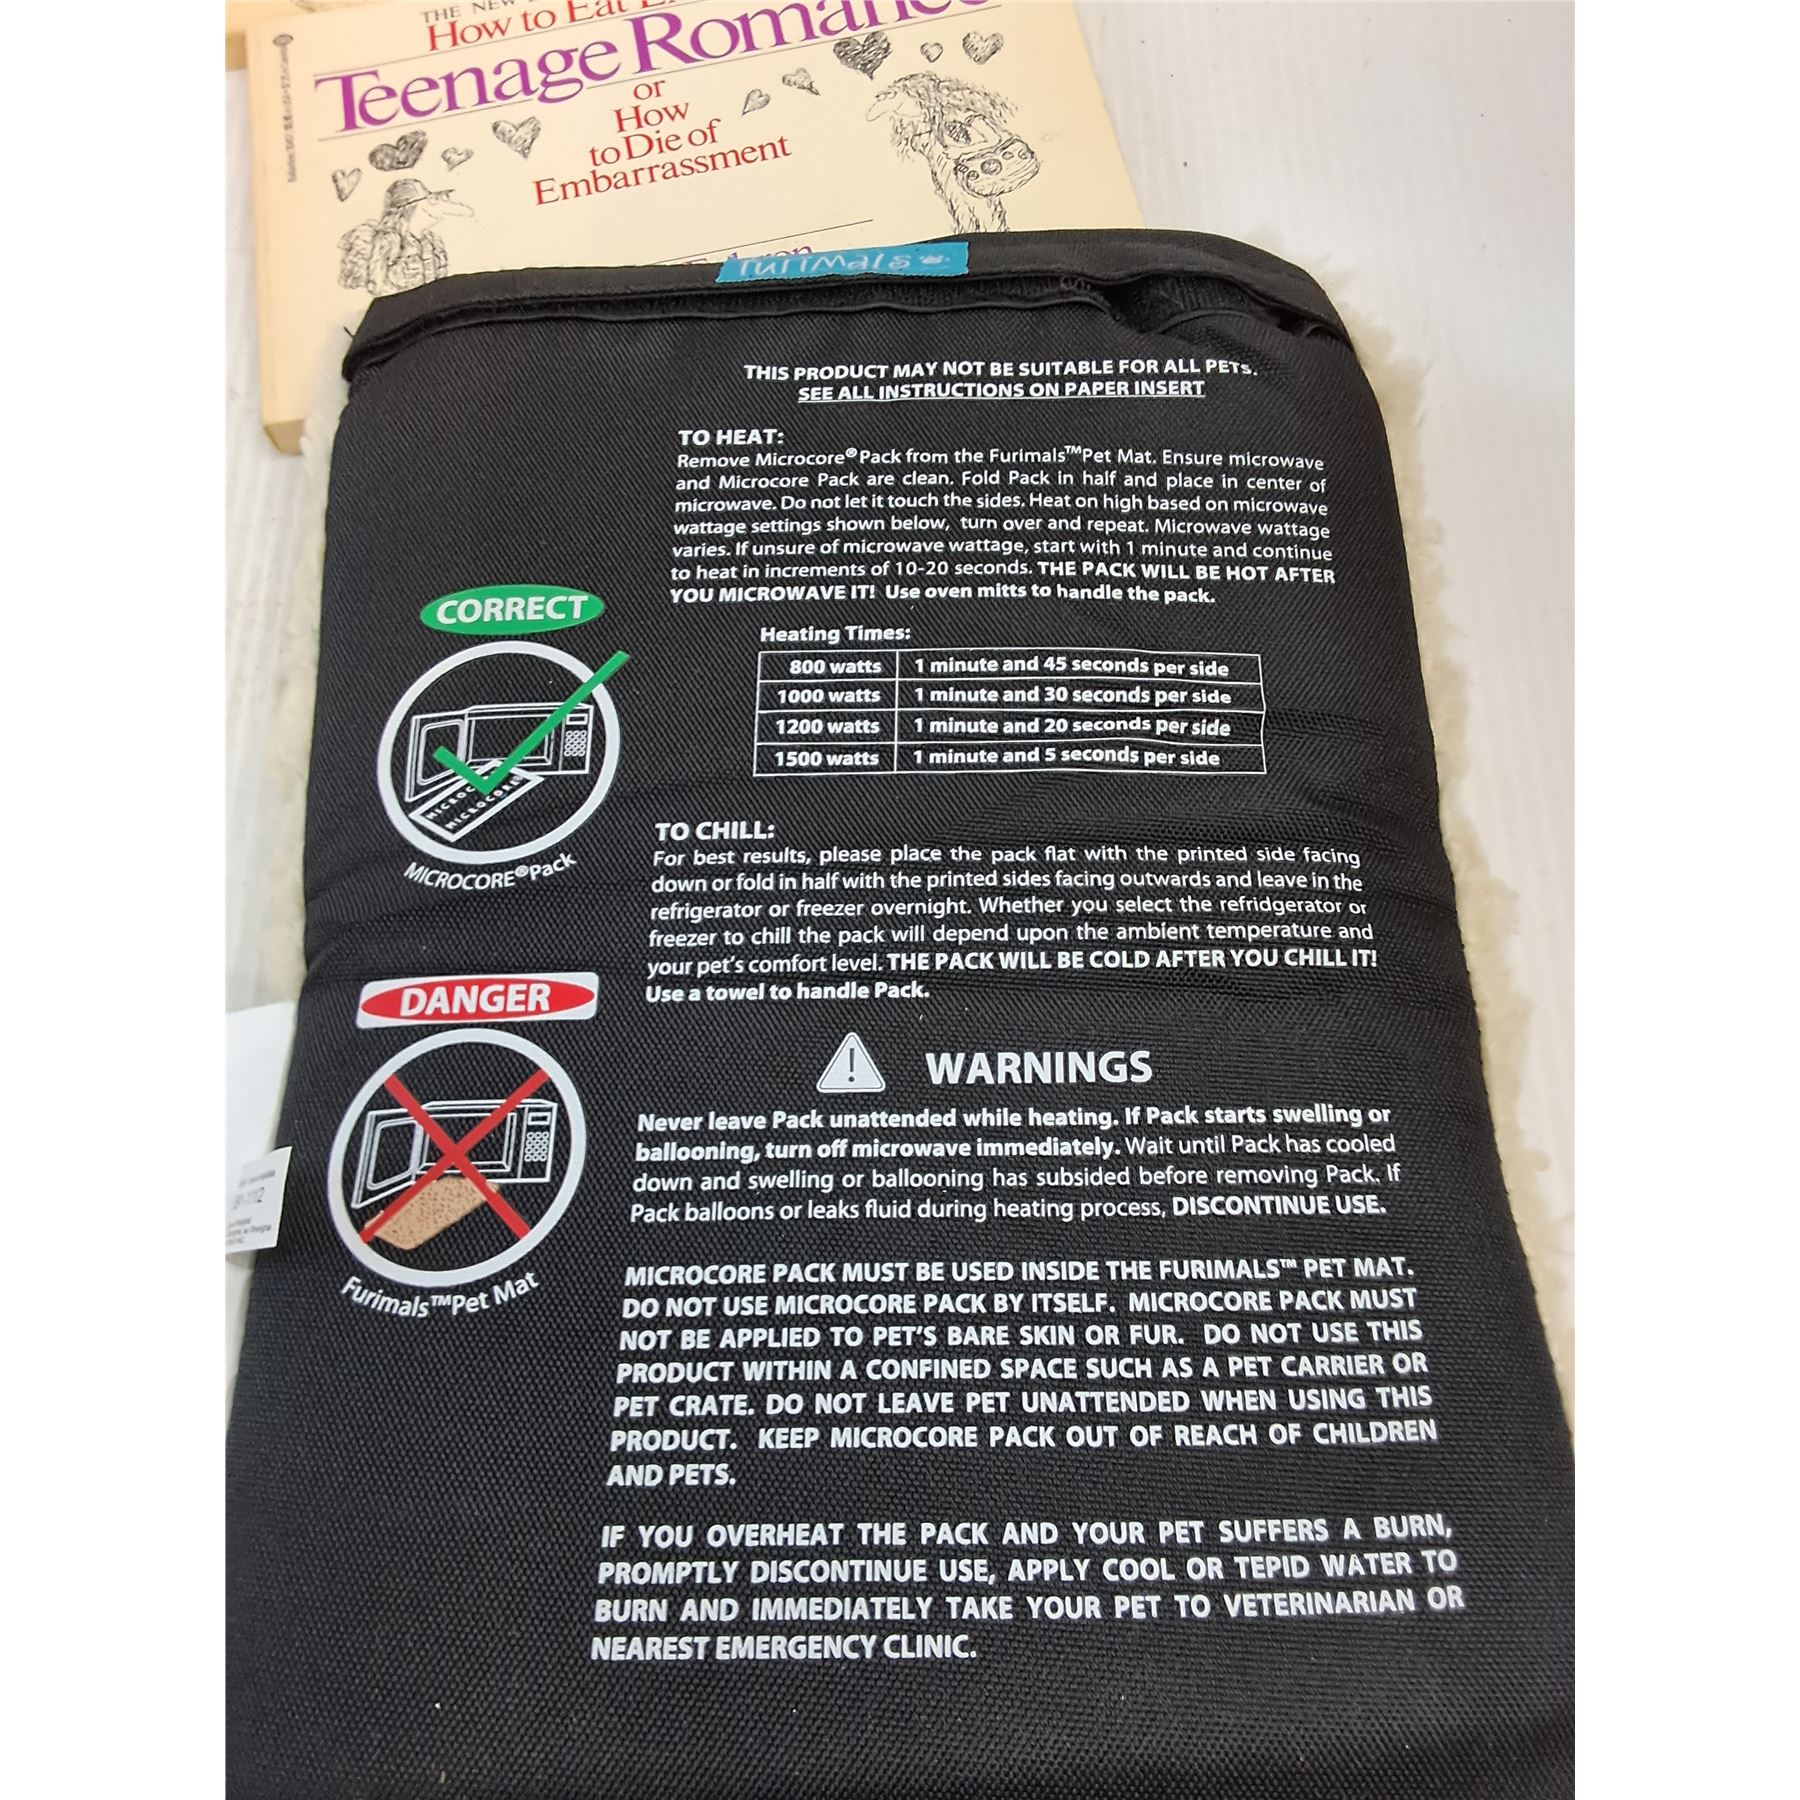 THE NEW
How to Eat
Teenage Romance
or
How
to Die of
Embarrassment
Furimals
THIS PRODUCT MAY NOT BE SUITABLE FOR ALL PETS.
SEE ALL INSTRUCTIONS ON PAPER INSERT
TO HEAT:
Remove Microcore® Pack from the Furimals™ Pet Mat. Ensure microwave
and Microcore Pack are clean. Fold Pack in half and place in center of
microwave. Do not let it touch the sides. Heat on high based on microwave
wattage settings shown below, turn over and repeat. Microwave wattage
varies. If unsure of microwave wattage, start with 1 minute and continue
to heat in increments of 10-20 seconds. THE PACK WILL BE HOT AFTER
YOU MICROWAVE IT! Use oven mitts to handle the pack.
CORRECT
MICROCORE
MICROCORE® Pack
Heating Times:
800 watts 1 minute and 45 seconds per side
1000 watts 1 minute and 30 seconds per side
1200 watts 1 minute and 20 seconds per side
1500 watts 1 minute and 5 seconds per side
TO CHILL:
For best results, please place the pack flat with the printed side facing
down or fold in half with the printed sides facing outwards and leave in the
refrigerator or freezer overnight. Whether you select the refridgerator or
freezer to chill the pack will depend upon the ambient temperature and
your pet's comfort level. THE PACK WILL BE COLD AFTER YOU CHILL IT!
Use a towel to handle Pack.
DANGER
Furimals™ Pet Mat
WARNINGS
Never leave Pack unattended while heating. If Pack starts swelling or
ballooning, turn off microwave immediately. Wait until Pack has cooled
down and swelling or ballooning has subsided before removing Pack. If
Pack balloons or leaks fluid during heating process, DISCONTINUE USE.
MICROCORE PACK MUST BE USED INSIDE THE FURIMALS™ PET MAT.
DO NOT USE MICROCORE PACK BY ITSELF. MICROCORE PACK MUST
NOT BE APPLIED TO PET'S BARE SKIN OR FUR. DO NOT USE THIS
PRODUCT WITHIN A CONFINED SPACE SUCH AS A PET CARRIER OR
PET CRATE. DO NOT LEAVE PET UNATTENDED WHEN USING THIS
PRODUCT. KEEP MICROCORE PACK OUT OF REACH OF CHILDREN
AND PETS.
IF YOU OVERHEAT THE PACK AND YOUR PET SUFFERS A BURN,
PROMPTLY DISCONTINUE USE, APPLY COOL OR TEPID WATER TO
BURN AND IMMEDIATELY TAKE YOUR PET TO VETERINARIAN OR
NEAREST EMERGENCY CLINIC.